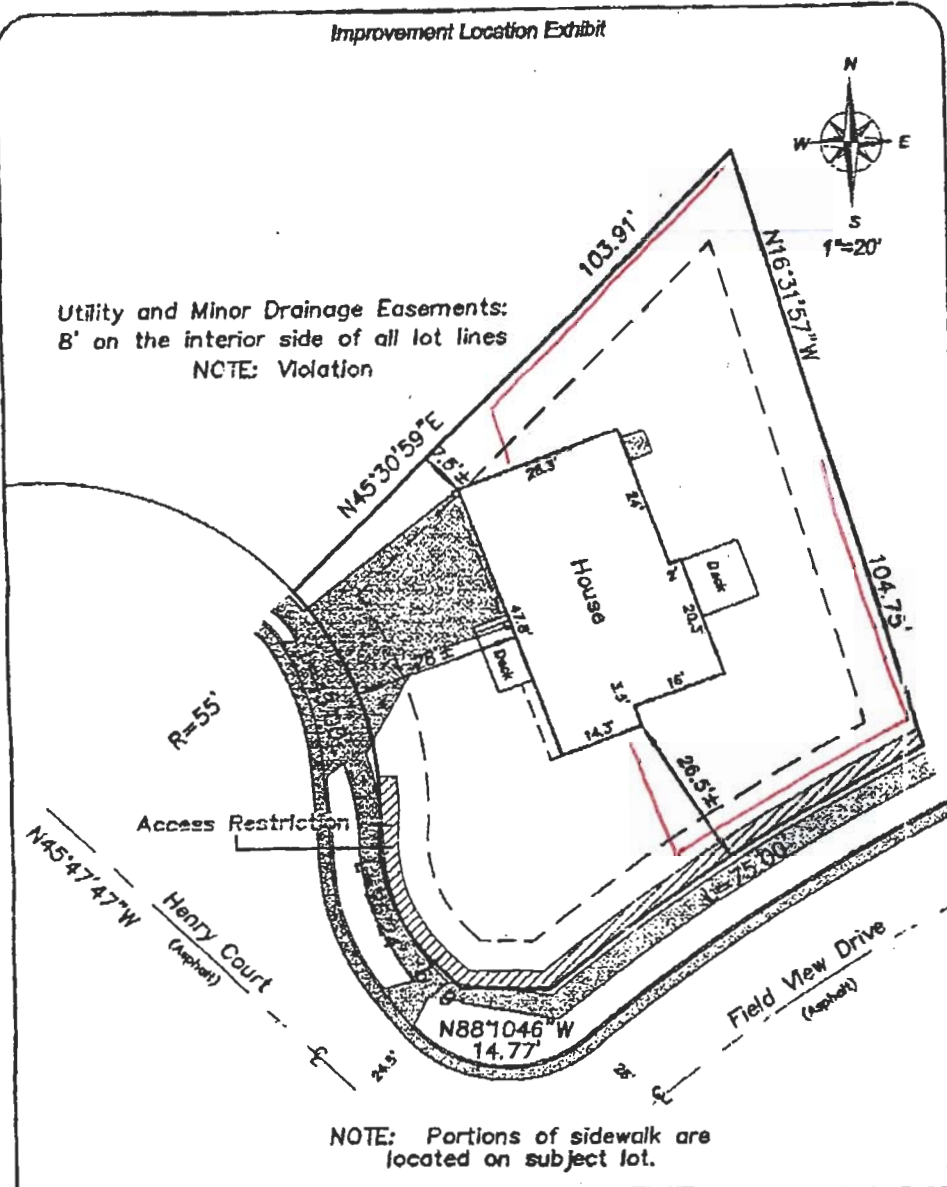 Improvement Location Exhibit
N
W E
S
1"=20'
103.91'
N16°31'57"W
Utility and Minor Drainage Easements:
8' on the interior side of all lot lines
NOTE: Violation
N45°30'59"E
7.5'±
26.3'
24'
House
Deck
2'
20.5'
104.75'
47.8'
28'±
Deck
16'
3.5'
14.3'
26.5'±
R=55'
Access Restriction
L=75.00'
N45°47'47"W
Henry Court
(Asphalt)
Field View Drive
(Asphalt)
N88°10'46"W
14.77'
24.5'
℄
℄
NOTE: Portions of sidewalk are
located on subject lot.